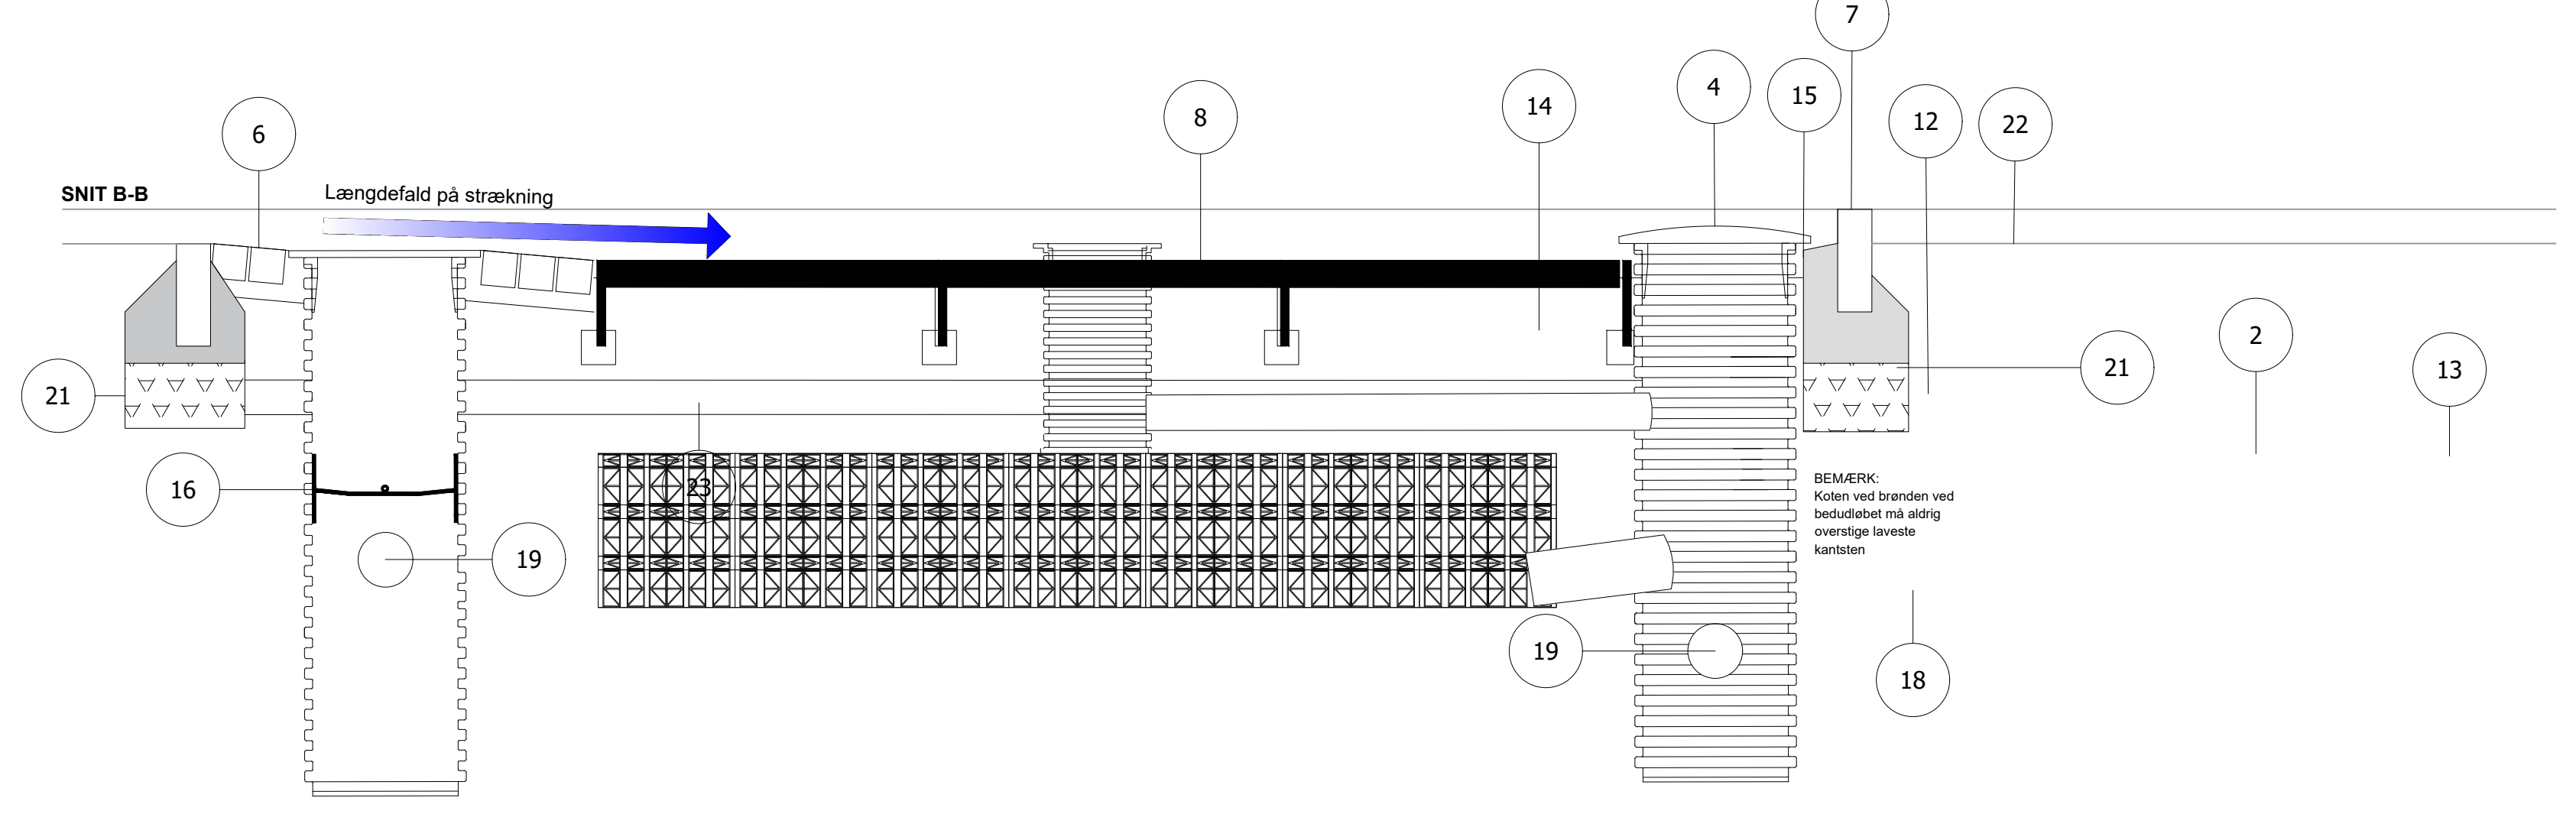 7
4
14
15
8
12
22
6
SNIT B-B
Længdefald på strækning
2
21
13
21
16
23
BEMÆRK:
Koten ved brønden ved
bedudløbet må aldrig
overstige laveste
kantsten
19
19
18